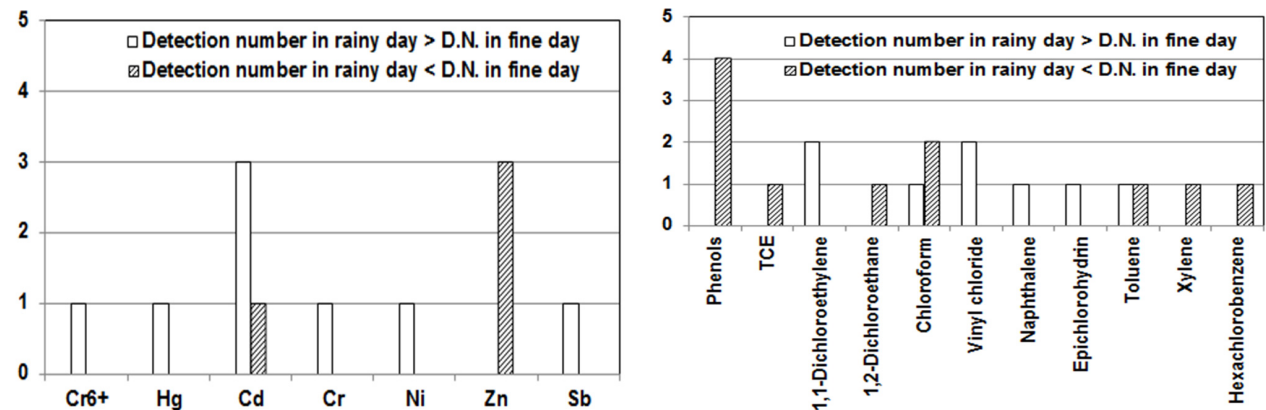 5
4
3
2
1
0
Detection number in rainy day > D.N. in fine day
Detection number in rainy day < D.N. in fine day
Cr6+ Hg Cd Cr Ni Zn Sb
5
4
3
2
1
0
Detection number in rainy day > D.N. in fine day
Detection number in rainy day < D.N. in fine day
Phenols
TCE
1,1-Dichloroethylene
1,2-Dichloroethane
Chloroform
Vinyl chloride
Naphthalene
Epichlorohydrin
Toluene
Xylene
Hexachlorobenzene